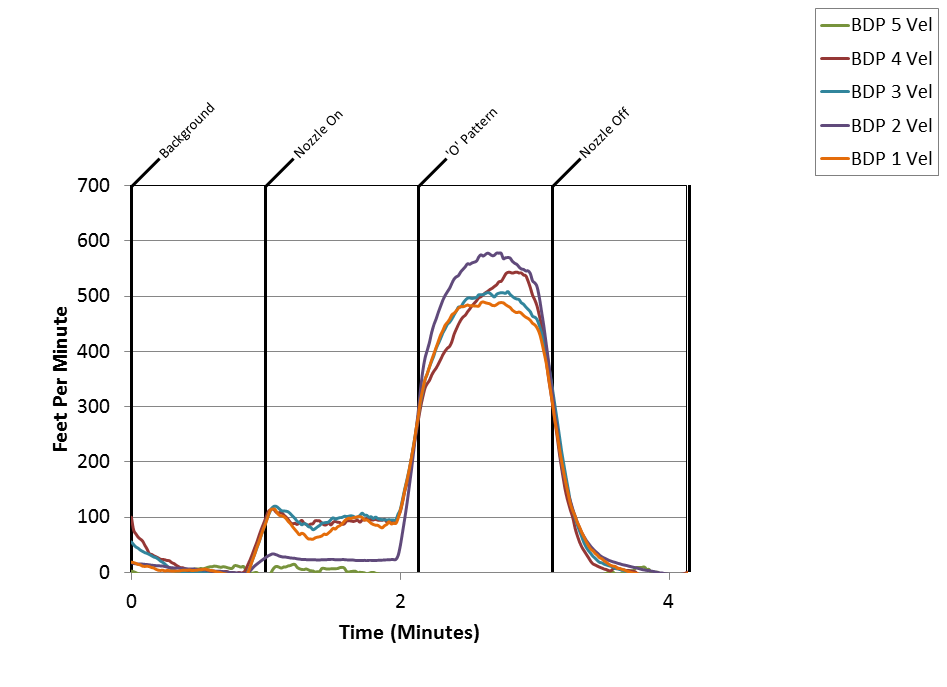 BDP 5 Vel
BDP 4 Vel
BDP 3 Vel
BDP 2 Vel
BDP 1 Vel
Background
Nozzle On
'O' Pattern
Nozzle Off
700
600
500
400
300
200
100
0
Feet Per Minute
0 2 4
Time (Minutes)